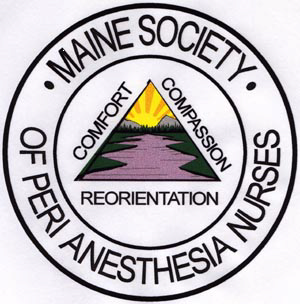 • MAINE SOCIETY •
OF PERI ANESTHESIA NURSES
COMFORT
COMPASSION
REORIENTATION